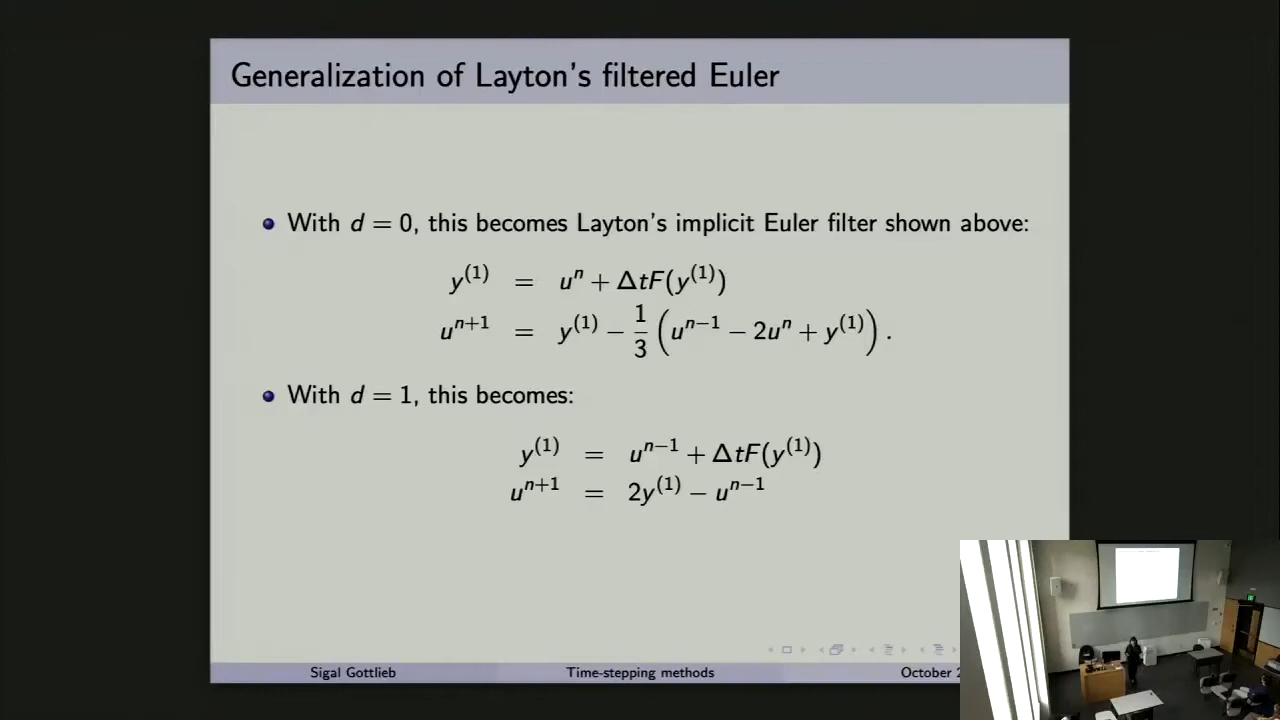 Generalization of Layton's filtered Euler
With d = 0, this becomes Layton's implicit Euler filter shown above:
y^(1) = u^n + ΔtF(y^(1))
u^{n+1} = y^(1) − 1/3 (u^{n−1} − 2u^n + y^(1)).
With d = 1, this becomes:
y^(1) = u^{n−1} + ΔtF(y^(1))
u^{n+1} = 2y^(1) − u^{n−1}
Sigal Gottlieb Time-stepping methods October